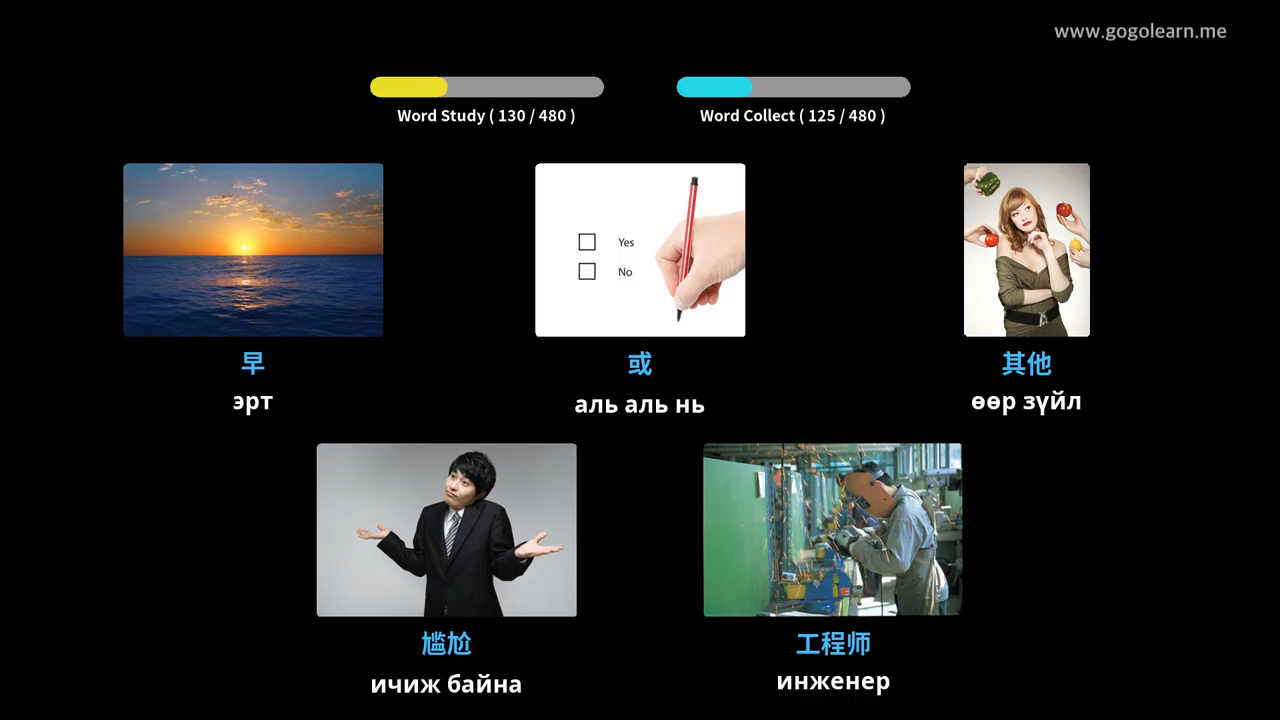 www.gogolearn.me
Word Study ( 130 / 480 )
Word Collect ( 125 / 480 )
Yes
No
早
或
其他
эрт
аль аль нь
өөр зүйл
尴尬
工程师
ичиж байна
инженер